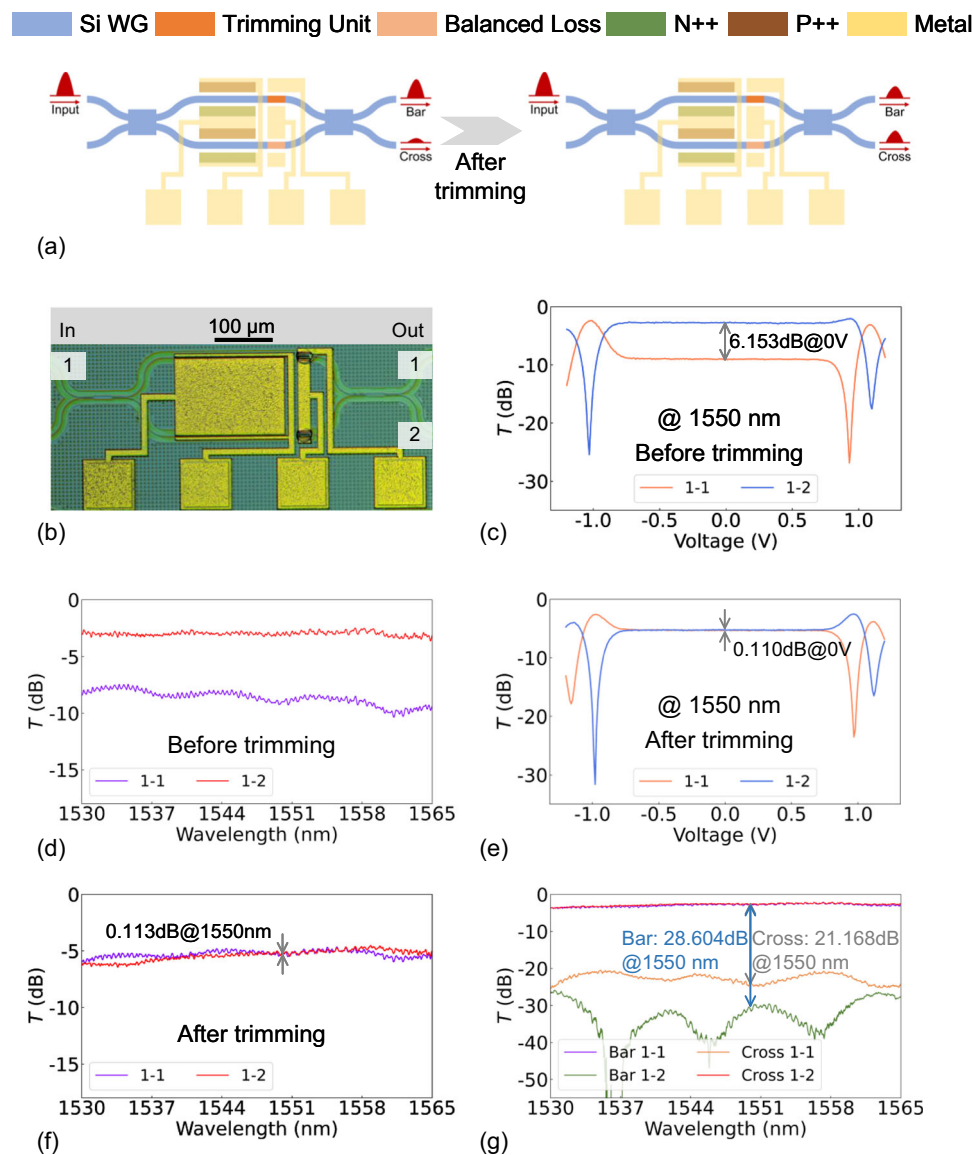 Si WG Trimming Unit Balanced Loss N++ P++ Metal
Input
Bar
Cross
After
trimming
Input
Bar
Cross
(a)
In
100 μm
Out
1
1
2
(b)
0
-10
-20
-30
T (dB)
6.153dB@0V
@ 1550 nm
Before trimming
1-1 1-2
-1.0 -0.5 0.0 0.5 1.0
Voltage (V)
(c)
0
-5
-10
-15
T (dB)
Before trimming
1-1 1-2
1530 1537 1544 1551 1558 1565
Wavelength (nm)
(d)
0
-10
-20
-30
T (dB)
0.110dB@0V
@ 1550 nm
After trimming
1-1 1-2
-1.0 -0.5 0.0 0.5 1.0
Voltage (V)
(e)
0
-5
-10
-15
T (dB)
0.113dB@1550nm
After trimming
1-1 1-2
1530 1537 1544 1551 1558 1565
Wavelength (nm)
(f)
0
-10
-20
-30
-40
-50
T (dB)
Bar: 28.604dB
@1550 nm
Cross: 21.168dB
@1550 nm
Bar 1-1 Cross 1-1
Bar 1-2 Cross 1-2
1530 1537 1544 1551 1558 1565
Wavelength (nm)
(g)